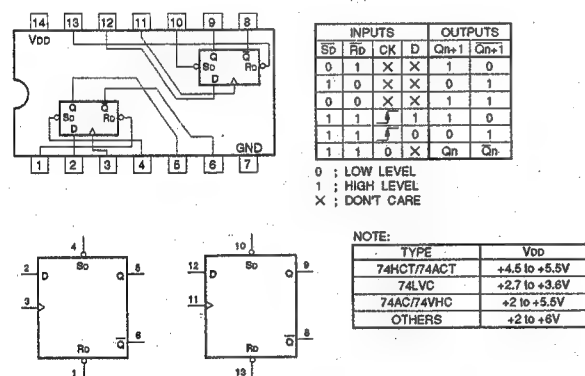 14 13 12 11 10 9 8
VDD
Q Q̅
SD RD
D
Q Q̅
SD RD
D
GND
1 2 3 4 5 6 7
INPUTS OUTPUTS
S̅D̅ R̅D̅ CK D Qn+1 Q̅n+1
0 1 X X 1 0
1 0 X X 0 1
0 0 X X 1 1
1 1 1 1 0
1 1 0 0 1
1 1 0 X Qn Q̅n
0 ; LOW LEVEL
1 ; HIGH LEVEL
X ; DON'T CARE
4
SD
2 D Q 5
3
Q̅ 6
RD
1
10
SD
12 D Q 9
11
Q̅ 8
RD
13
NOTE:
TYPE VDD
74HCT/74ACT +4.5 to +5.5V
74LVC +2.7 to +3.6V
74AC/74VHC +2 to +5.5V
OTHERS +2 to +6V